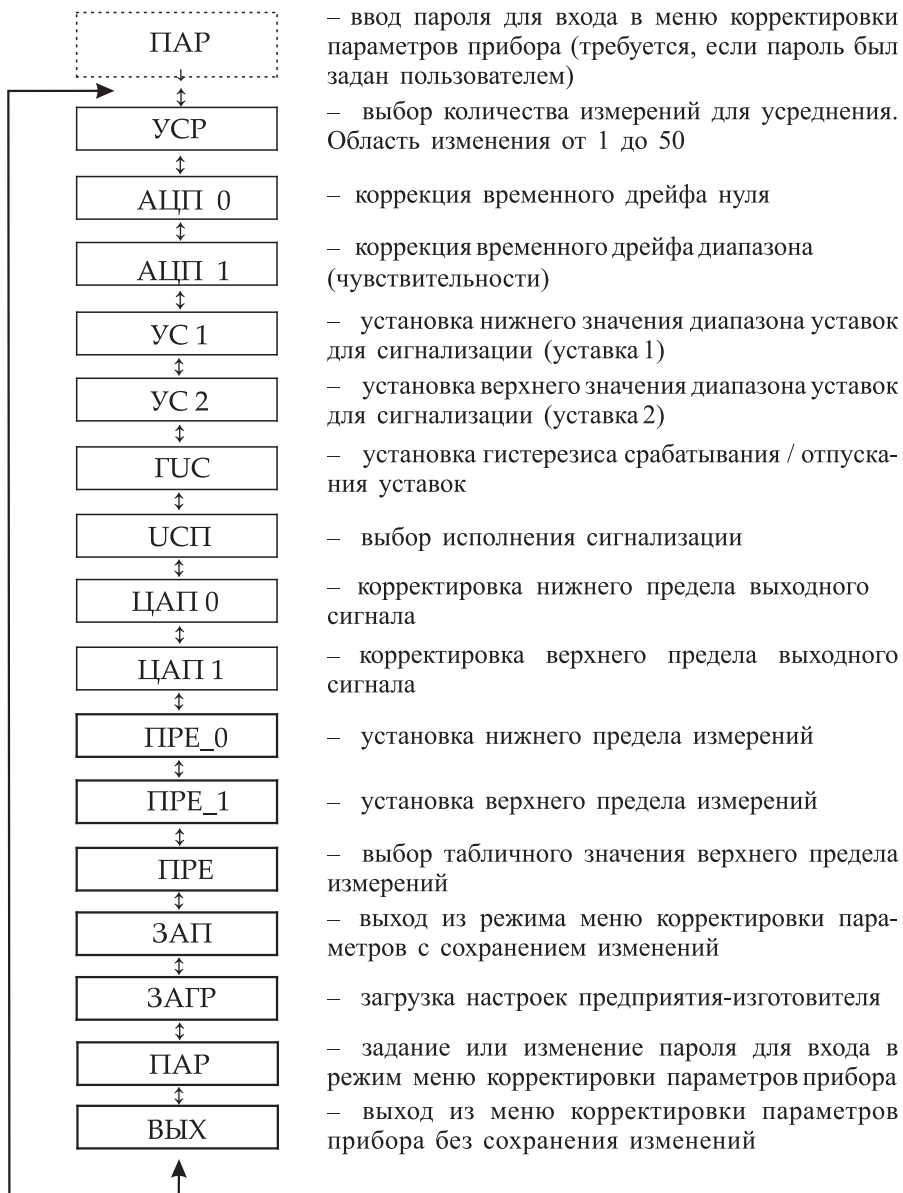 ПАР
– ввод пароля для входа в меню корректировки
параметров прибора (требуется, если пароль был
задан пользователем)
УСР
– выбор количества измерений для усреднения.
Область изменения от 1 до 50
АЦП 0
– коррекция временного дрейфа нуля
АЦП 1
– коррекция временного дрейфа диапазона
(чувствительности)
УС 1
– установка нижнего значения диапазона уставок
для сигнализации (уставка 1)
УС 2
– установка верхнего значения диапазона уставок
для сигнализации (уставка 2)
ГUС
– установка гистерезиса срабатывания / отпуска-
ния уставок
UСП
– выбор исполнения сигнализации
ЦАП 0
– корректировка нижнего предела выходного
сигнала
ЦАП 1
– корректировка верхнего предела выходного
сигнала
ПРЕ_0
– установка нижнего предела измерений
ПРЕ_1
– установка верхнего предела измерений
ПРЕ
– выбор табличного значения верхнего предела
измерений
ЗАП
– выход из режима меню корректировки пара-
метров с сохранением изменений
ЗАГР
– загрузка настроек предприятия-изготовителя
ПАР
– задание или изменение пароля для входа в
режим меню корректировки параметров прибора
ВЫХ
– выход из меню корректировки параметров
прибора без сохранения изменений